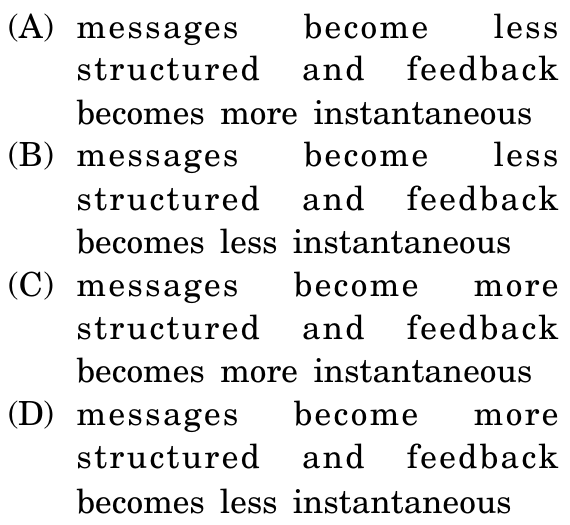 (A) messages become less
structured and feedback
becomes more instantaneous
(B) messages become less
structured and feedback
becomes less instantaneous
(C) messages become more
structured and feedback
becomes more instantaneous
(D) messages become more
structured and feedback
becomes less instantaneous